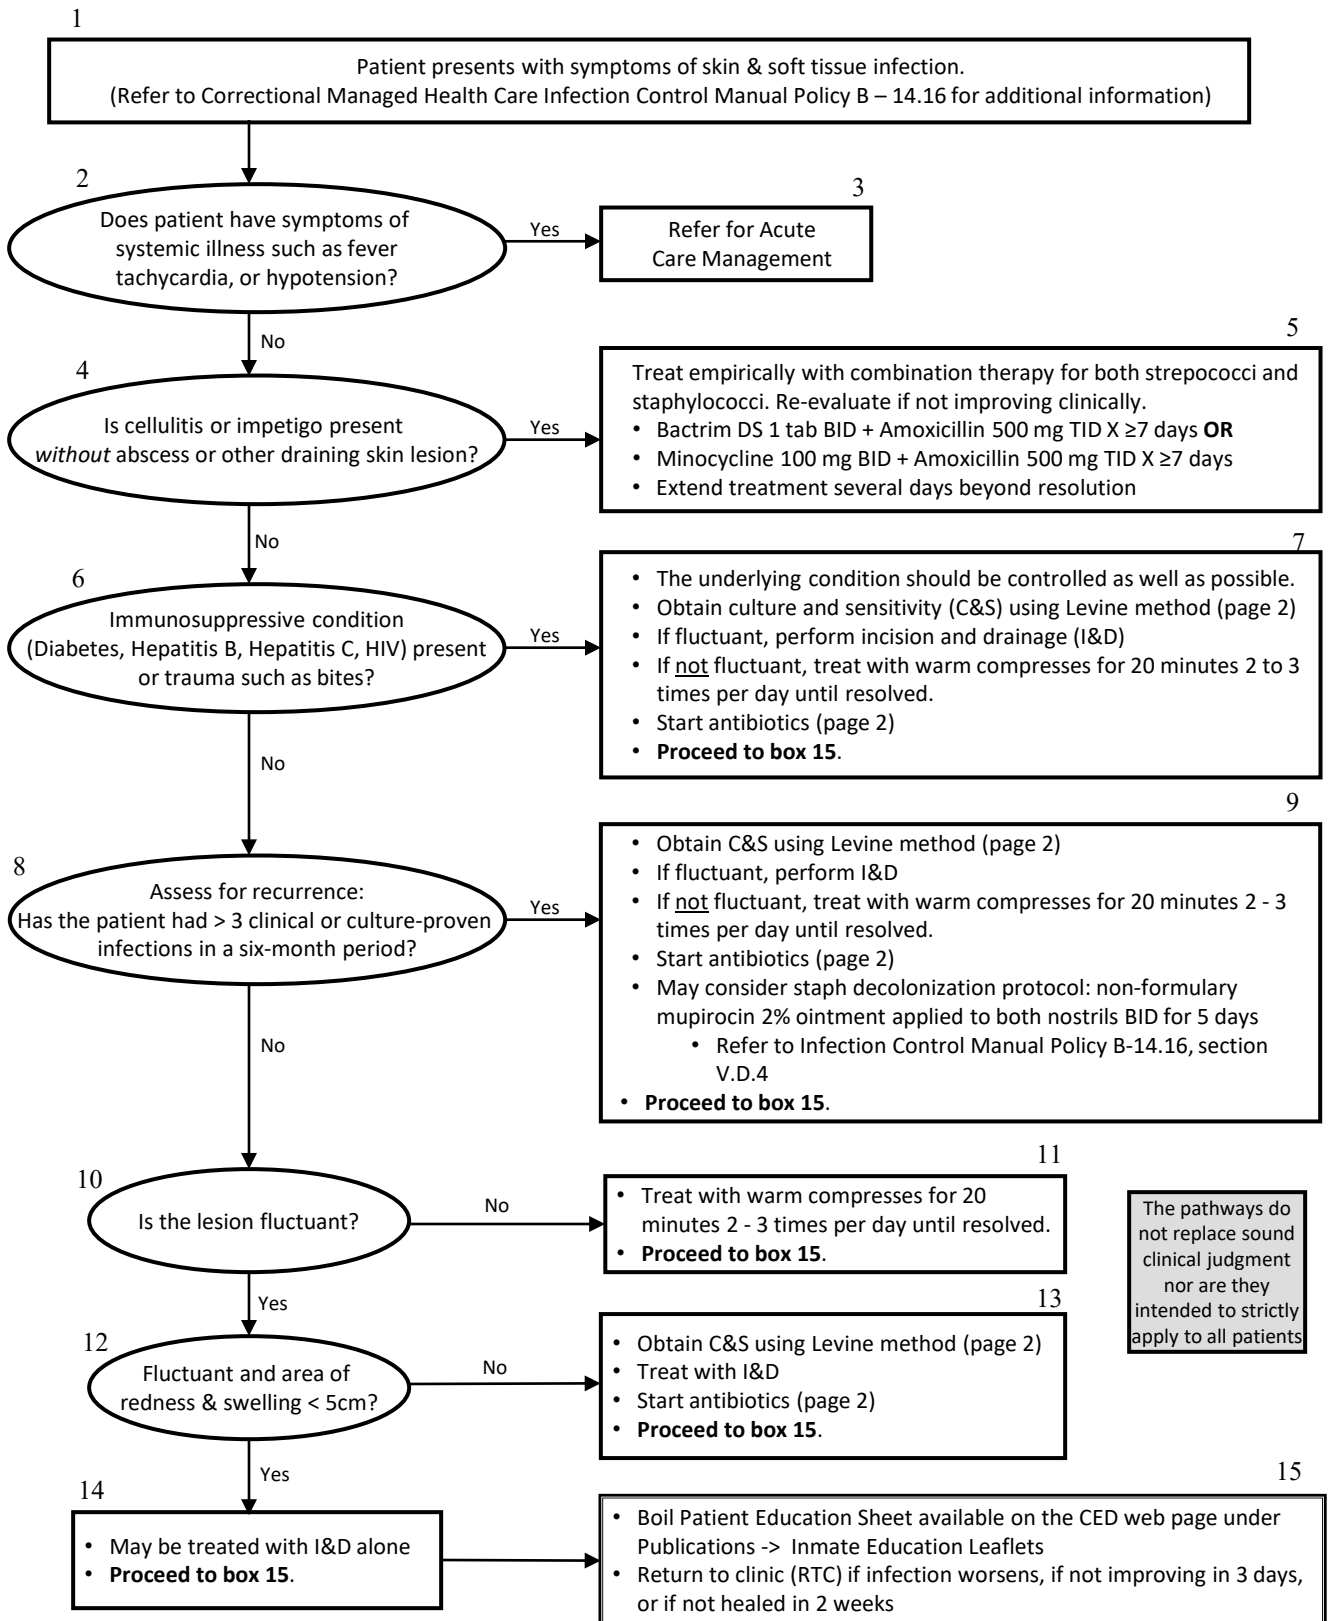 1
Patient presents with symptoms of skin & soft tissue infection.
(Refer to Correctional Managed Health Care Infection Control Manual Policy B – 14.16 for additional information)
2
Does patient have symptoms of
systemic illness such as fever
tachycardia, or hypotension?
Yes
3
Refer for Acute
Care Management
No
4
Is cellulitis or impetigo present
without abscess or other draining skin lesion?
Yes
5
Treat empirically with combination therapy for both strepococci and
staphylococci. Re-evaluate if not improving clinically.
• Bactrim DS 1 tab BID + Amoxicillin 500 mg TID X ≥7 days OR
• Minocycline 100 mg BID + Amoxicillin 500 mg TID X ≥7 days
• Extend treatment several days beyond resolution
No
6
Immunosuppressive condition
(Diabetes, Hepatitis B, Hepatitis C, HIV) present
or trauma such as bites?
Yes
7
• The underlying condition should be controlled as well as possible.
• Obtain culture and sensitivity (C&S) using Levine method (page 2)
• If fluctuant, perform incision and drainage (I&D)
• If not fluctuant, treat with warm compresses for 20 minutes 2 to 3
times per day until resolved.
• Start antibiotics (page 2)
• Proceed to box 15.
No
8
Assess for recurrence:
Has the patient had > 3 clinical or culture-proven
infections in a six-month period?
Yes
9
• Obtain C&S using Levine method (page 2)
• If fluctuant, perform I&D
• If not fluctuant, treat with warm compresses for 20 minutes 2 - 3
times per day until resolved.
• Start antibiotics (page 2)
• May consider staph decolonization protocol: non-formulary
mupirocin 2% ointment applied to both nostrils BID for 5 days
• Refer to Infection Control Manual Policy B-14.16, section
V.D.4
• Proceed to box 15.
No
10
Is the lesion fluctuant?
No
11
• Treat with warm compresses for 20
minutes 2 - 3 times per day until resolved.
• Proceed to box 15.
The pathways do
not replace sound
clinical judgment
nor are they
intended to strictly
apply to all patients
Yes
12
Fluctuant and area of
redness & swelling < 5cm?
No
13
• Obtain C&S using Levine method (page 2)
• Treat with I&D
• Start antibiotics (page 2)
• Proceed to box 15.
Yes
14
• May be treated with I&D alone
• Proceed to box 15.
15
• Boil Patient Education Sheet available on the CED web page under
Publications -> Inmate Education Leaflets
• Return to clinic (RTC) if infection worsens, if not improving in 3 days,
or if not healed in 2 weeks